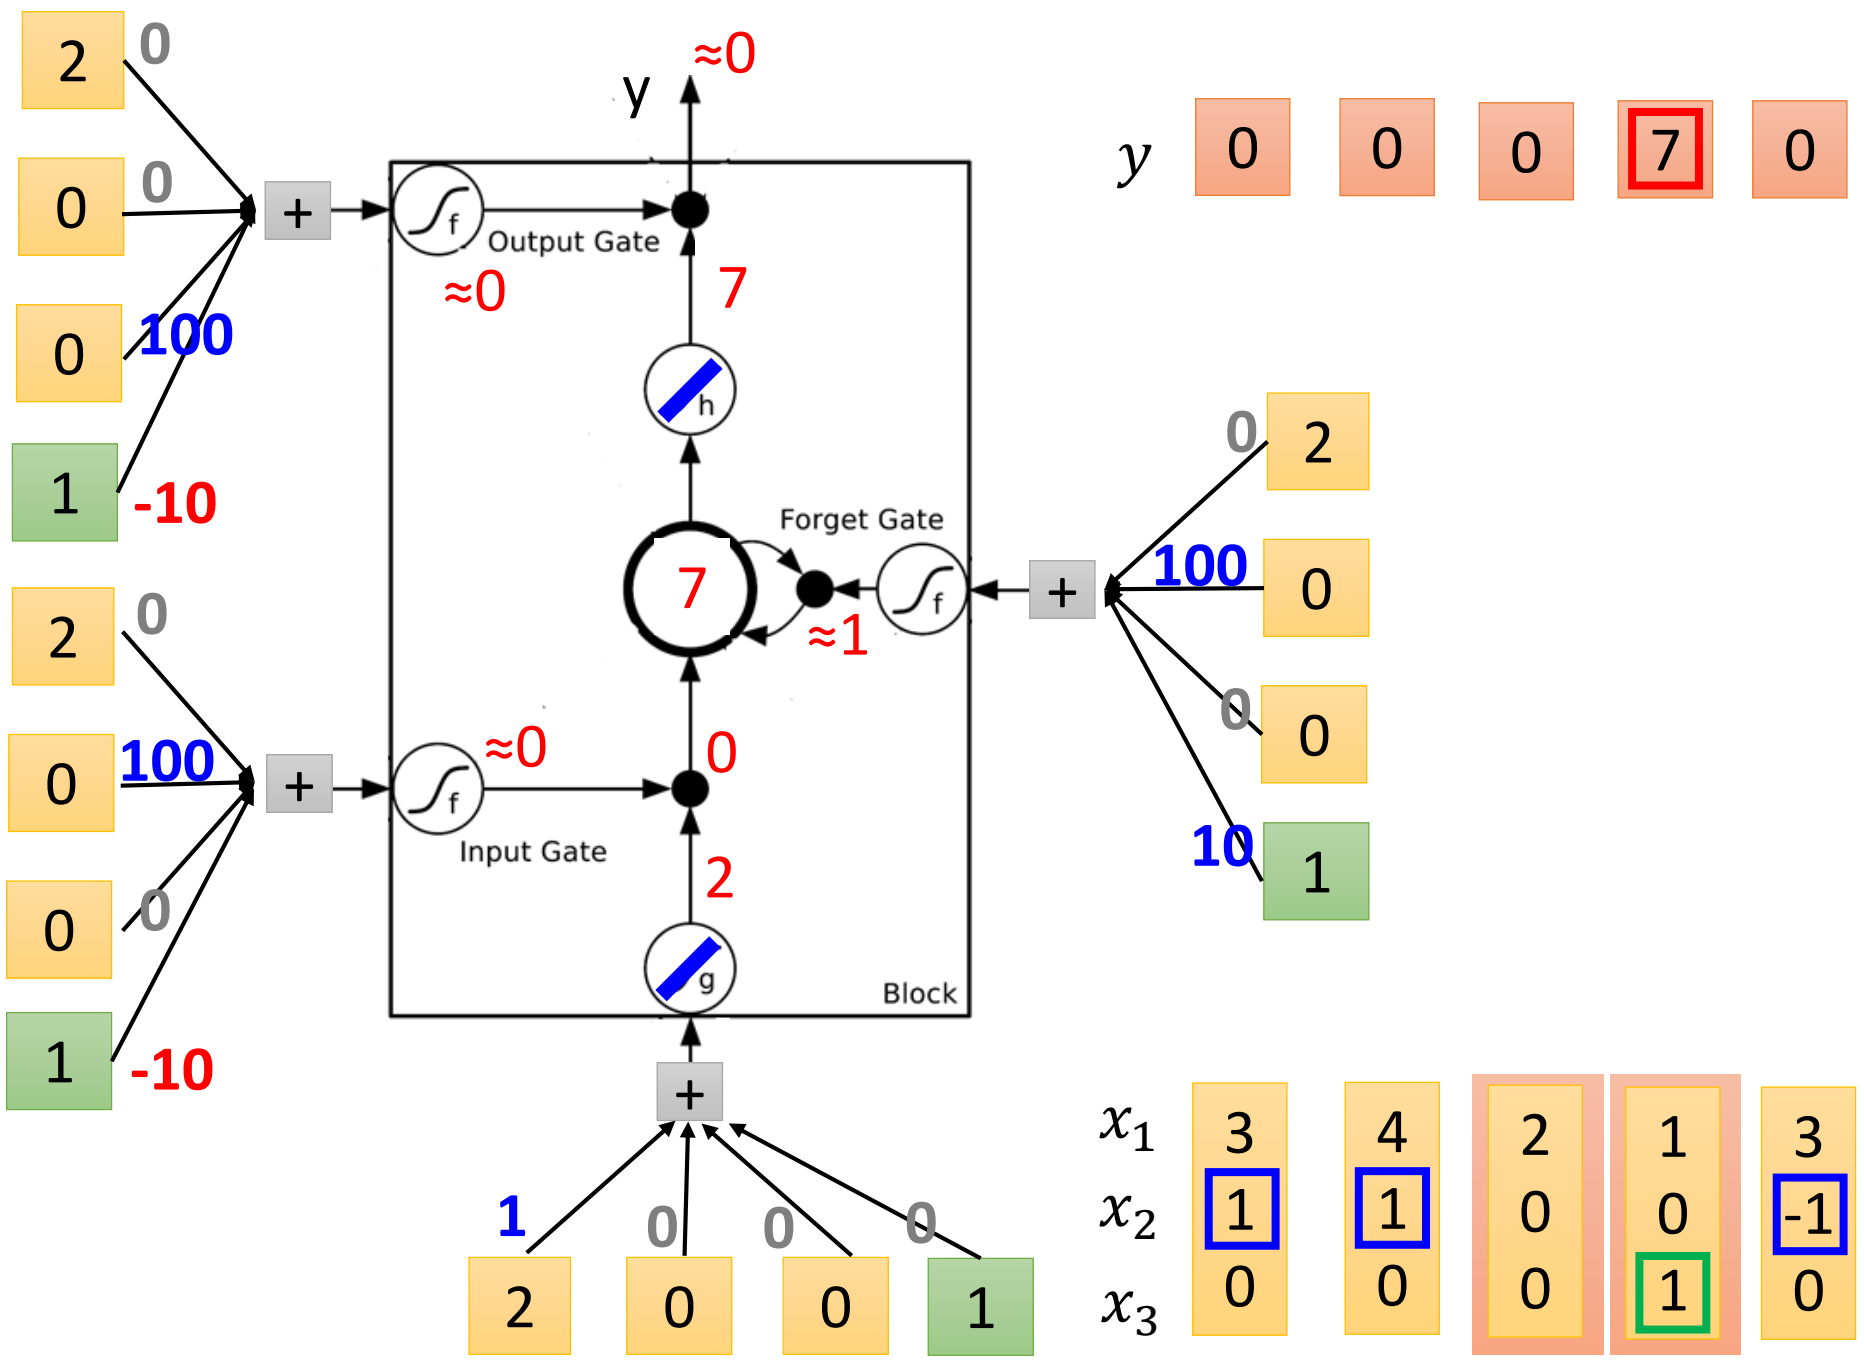 2 0
0 0
0 100
1 -10
+
y ≈0
f
Output Gate
≈0
7
h
y 0 0 0 7 0
Forget Gate
7
≈1
f
+
0 2
100 0
0 0
10 1
2 0
0 100
0 0
1 -10
+
f
≈0
Input Gate
0
2
g
Block
+
1 0 0 0
2 0 0 1
x₁ 3 4 2 1 3
x₂ 1 1 0 0 -1
x₃ 0 0 0 1 0